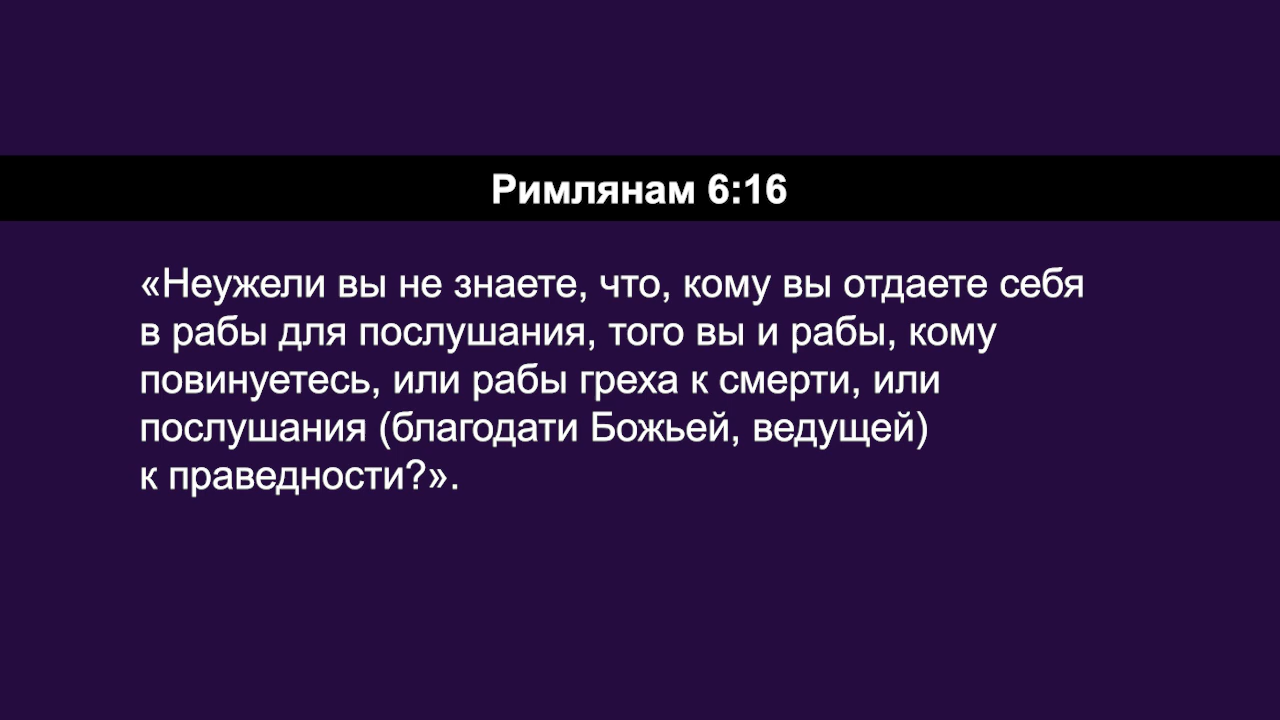 Римлянам 6:16
«Неужели вы не знаете, что, кому вы отдаете себя
в рабы для послушания, того вы и рабы, кому
повинуетесь, или рабы греха к смерти, или
послушания (благодати Божьей, ведущей)
к праведности?».